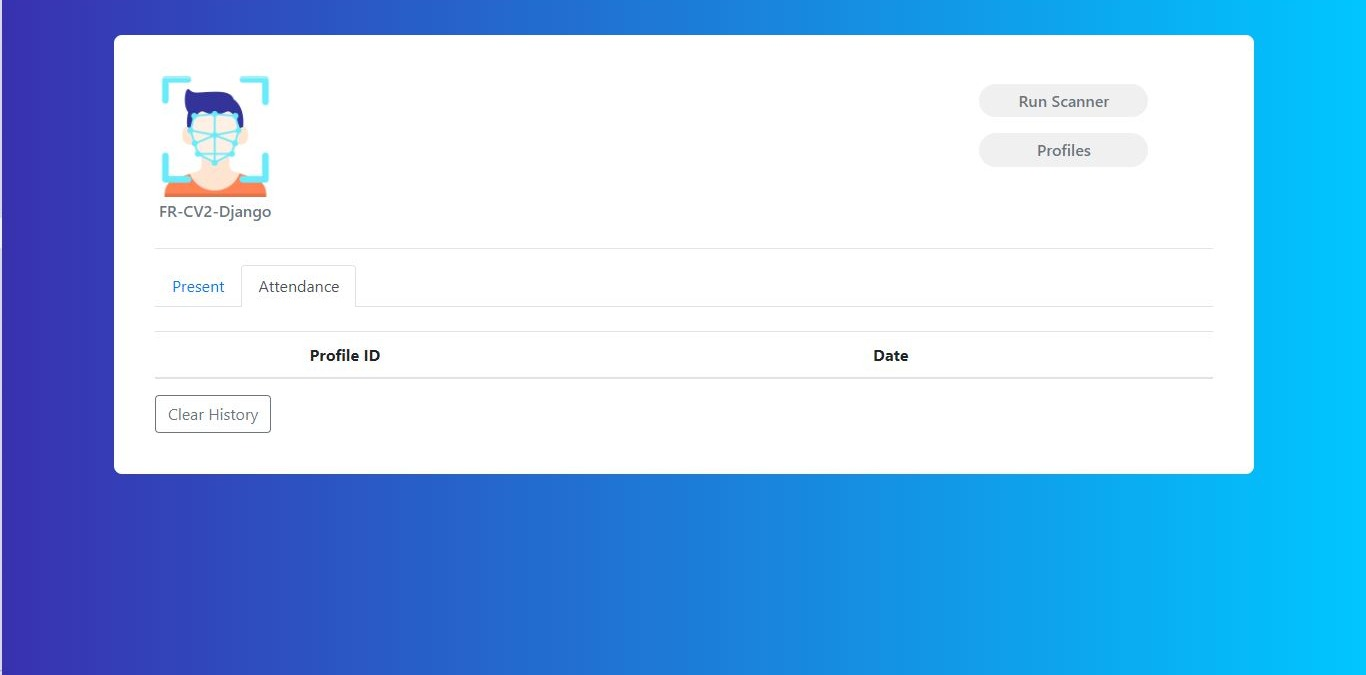 Run Scanner
Profiles
FR-CV2-Django
Present Attendance
Profile ID Date
Clear History